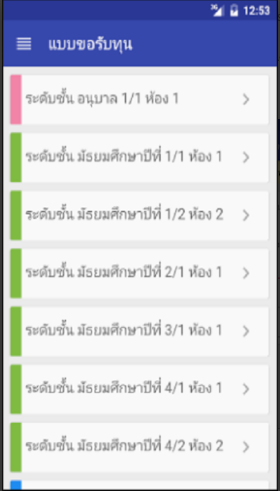 12:53
แบบขอรับทุน
ระดับชั้น อนุบาล 1/1 ห้อง 1
ระดับชั้น มัธยมศึกษาปีที่ 1/1 ห้อง 1
ระดับชั้น มัธยมศึกษาปีที่ 1/2 ห้อง 2
ระดับชั้น มัธยมศึกษาปีที่ 2/1 ห้อง 1
ระดับชั้น มัธยมศึกษาปีที่ 3/1 ห้อง 1
ระดับชั้น มัธยมศึกษาปีที่ 4/1 ห้อง 1
ระดับชั้น มัธยมศึกษาปีที่ 4/2 ห้อง 2